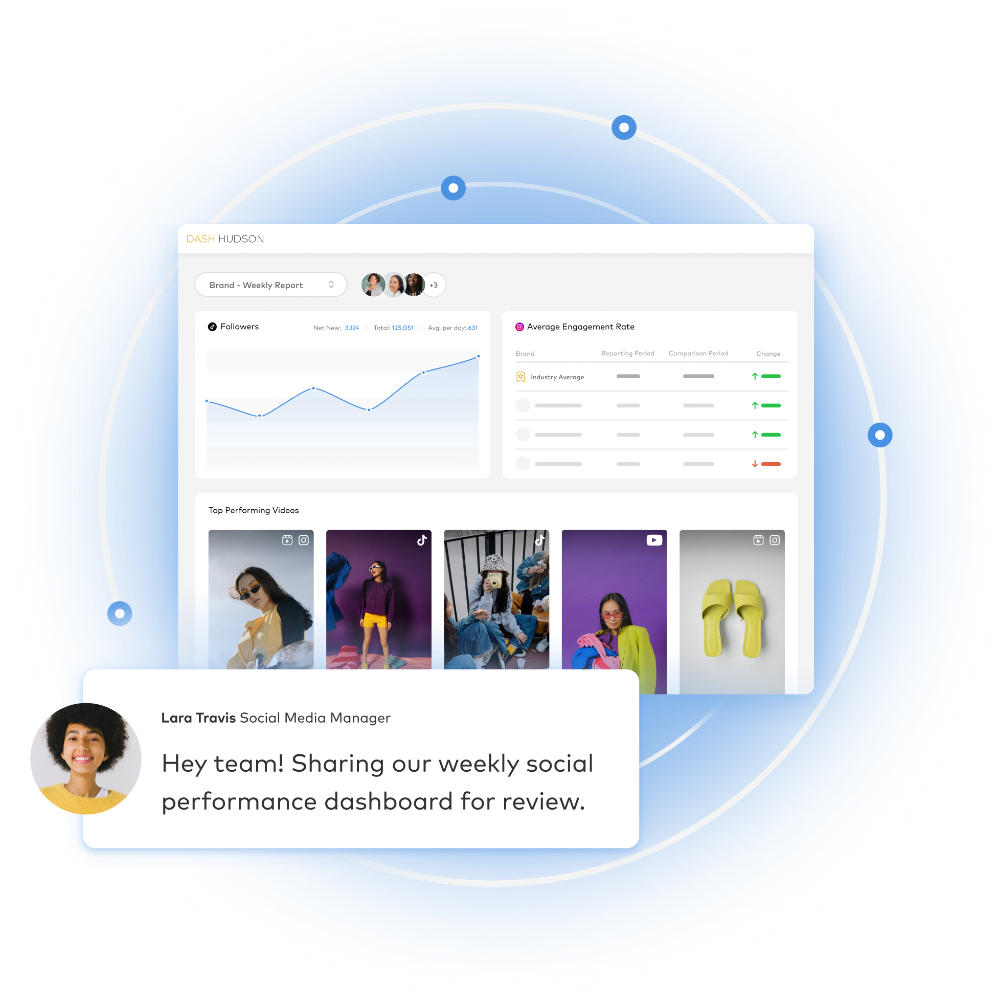 DASH HUDSON
Brand - Weekly Report
+3
Followers
Net New: 3,124 | Total: 125,051 | Avg. per day: 631
Average Engagement Rate
Brand Reporting Period Comparison Period Change
Industry Average
Top Performing Videos
Lara Travis Social Media Manager
Hey team! Sharing our weekly social
performance dashboard for review.